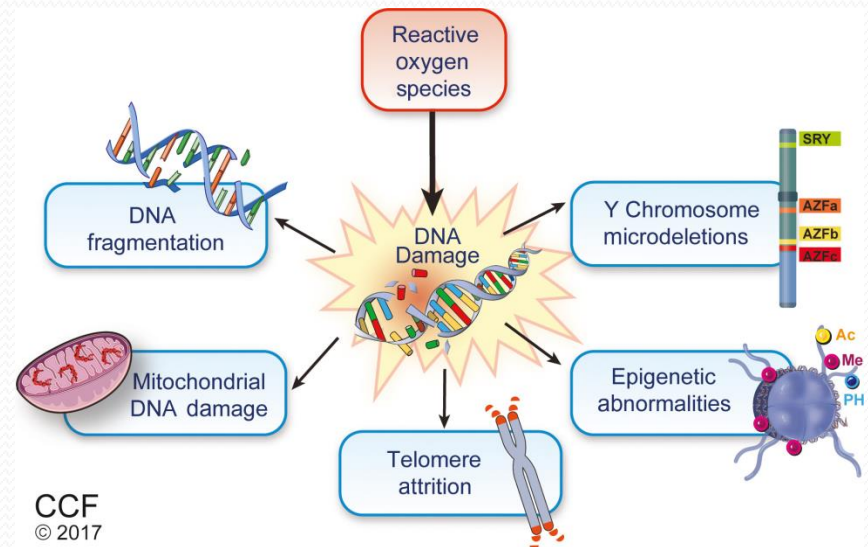 Reactive
oxygen
species
DNA
fragmentation
DNA
Damage
Y Chromosome
microdeletions
SRY
AZFa
AZFb
AZFc
Mitochondrial
DNA damage
Telomere
attrition
Epigenetic
abnormalities
Ac
Me
PH
CCF
© 2017